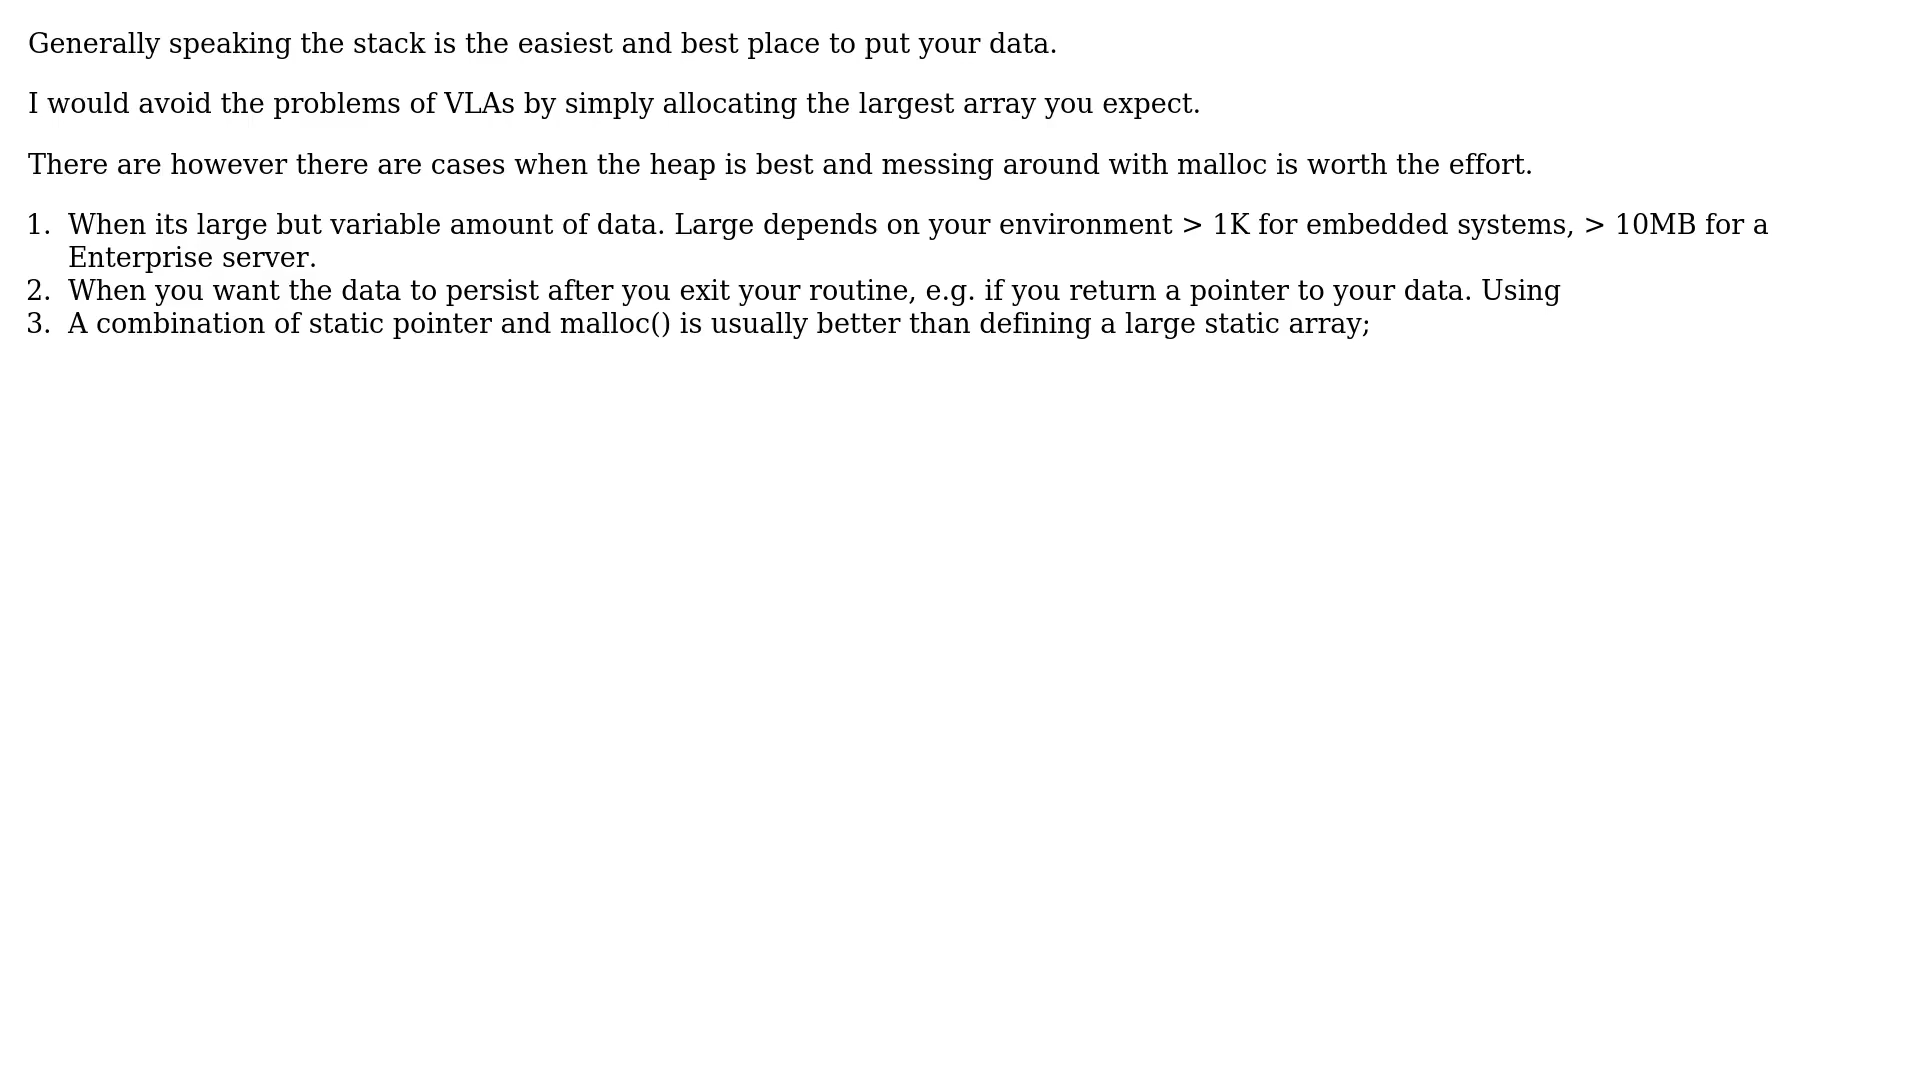 Generally speaking the stack is the easiest and best place to put your data.
I would avoid the problems of VLAs by simply allocating the largest array you expect.
There are however there are cases when the heap is best and messing around with malloc is worth the effort.
1. When its large but variable amount of data. Large depends on your environment > 1K for embedded systems, > 10MB for a
Enterprise server.
2. When you want the data to persist after you exit your routine, e.g. if you return a pointer to your data. Using
3. A combination of static pointer and malloc() is usually better than defining a large static array;